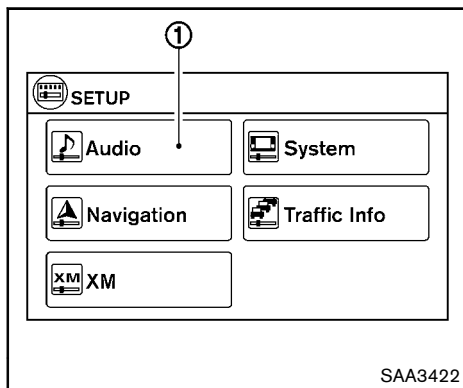 ①
SETUP
Audio
System
Navigation
Traffic Info
XM XM
SAA3422